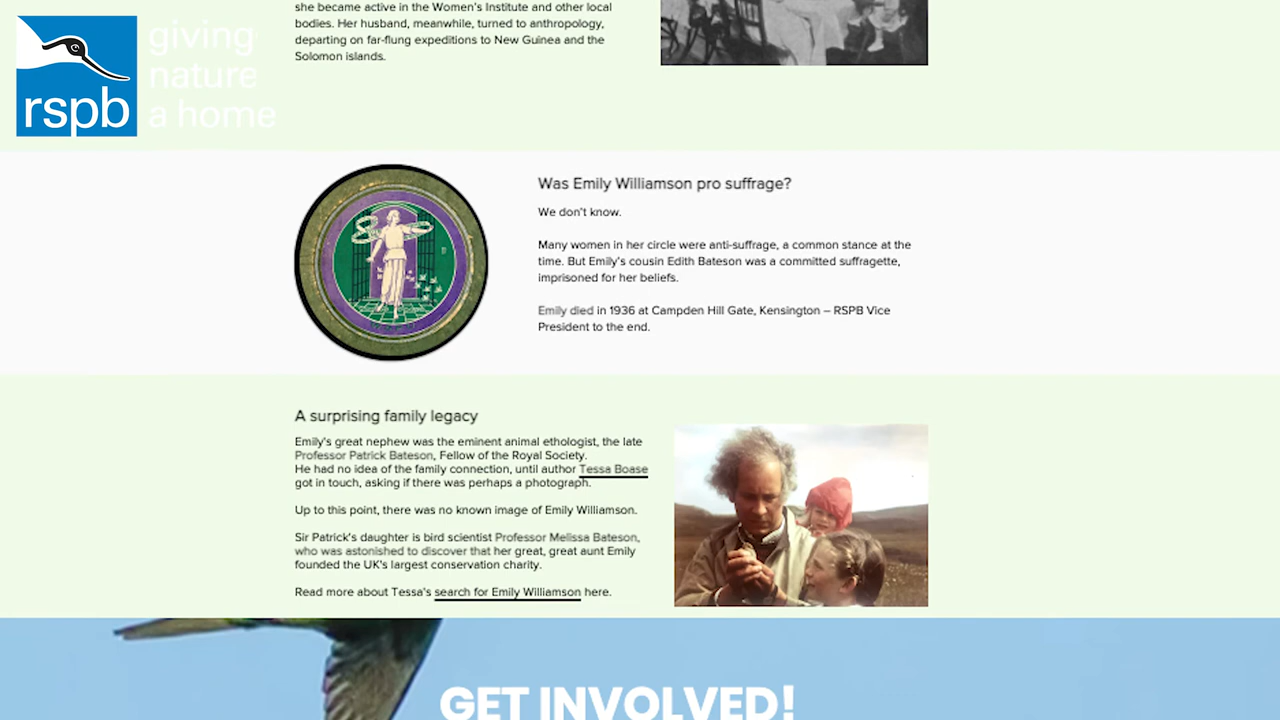 she became active in the Women's Institute and other local
bodies. Her husband, meanwhile, turned to anthropology,
departing on far-flung expeditions to New Guinea and the
Solomon islands.
giving
nature
a home
rspb
Was Emily Williamson pro suffrage?
We don't know.
Many women in her circle were anti-suffrage, a common stance at the
time. But Emily's cousin Edith Bateson was a committed suffragette,
imprisoned for her beliefs.
Emily died in 1936 at Campden Hill Gate, Kensington – RSPB Vice
President to the end.
A surprising family legacy
Emily's great nephew was the eminent animal ethologist, the late
Professor Patrick Bateson, Fellow of the Royal Society.
He had no idea of the family connection, until author Tessa Boase
got in touch, asking if there was perhaps a photograph.
Up to this point, there was no known image of Emily Williamson.
Sir Patrick's daughter is bird scientist Professor Melissa Bateson,
who was astonished to discover that her great, great aunt Emily
founded the UK's largest conservation charity.
Read more about Tessa's search for Emily Williamson here.
GET INVOLVED!